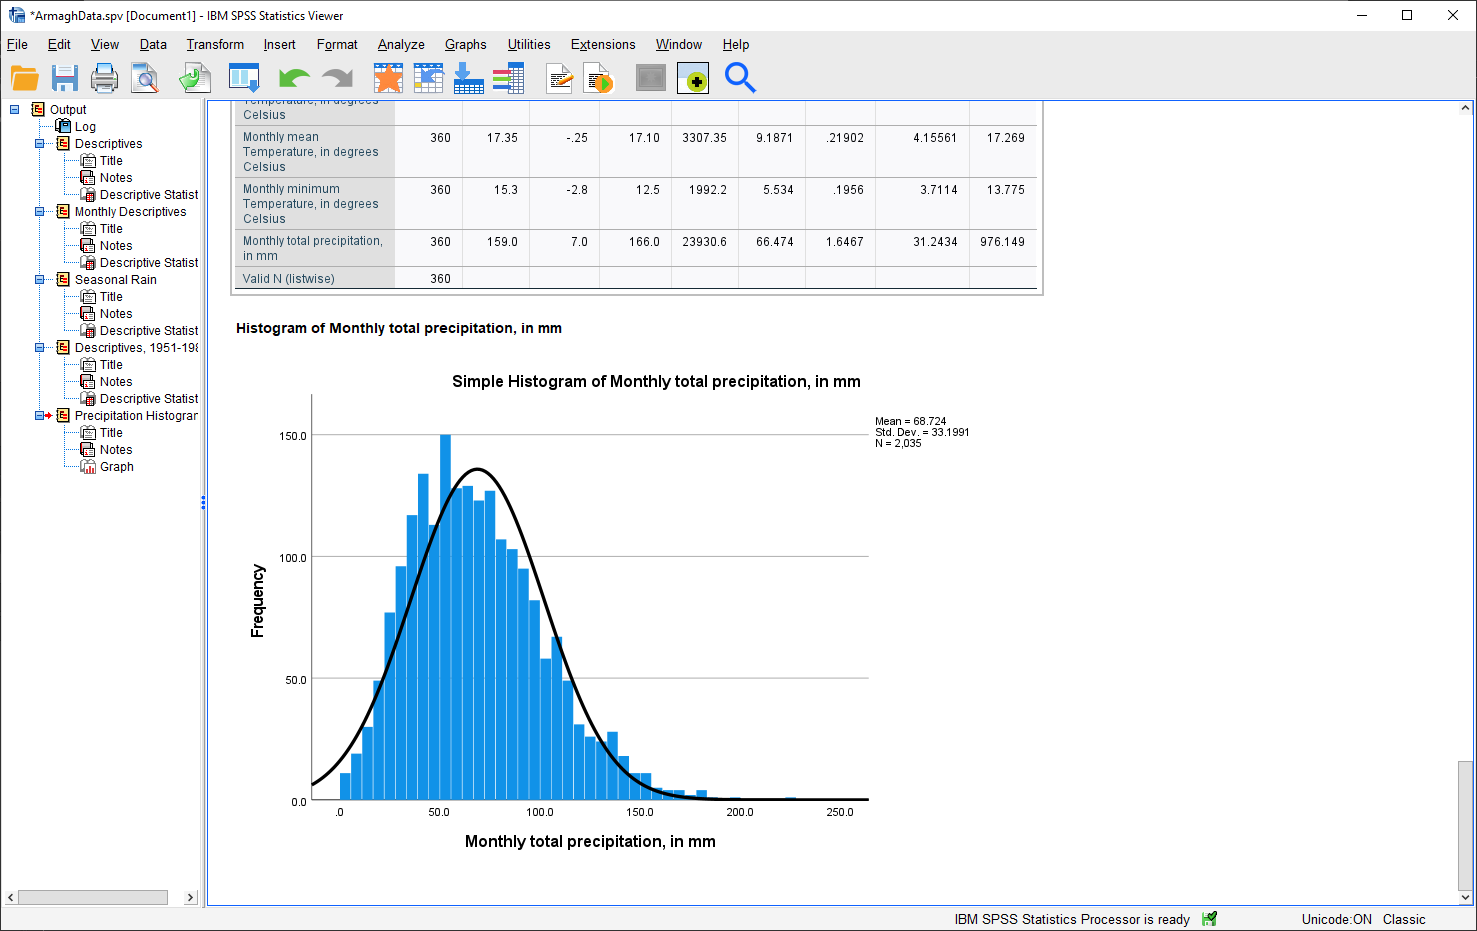 *ArmaghData.spv [Document1] - IBM SPSS Statistics Viewer
File Edit View Data Transform Insert Format Analyze Graphs Utilities Extensions Window Help
Output
Log
Descriptives
Title
Notes
Descriptive Statist
Monthly Descriptives
Title
Notes
Descriptive Statist
Seasonal Rain
Title
Notes
Descriptive Statist
Descriptives, 1951-198
Title
Notes
Descriptive Statist
Precipitation Histogran
Title
Notes
Graph
Temperature, in degrees
Celsius
Monthly mean 360 17.35 -.25 17.10 3307.35 9.1871 .21902 4.15561 17.269
Temperature, in degrees
Celsius
Monthly minimum 360 15.3 -2.8 12.5 1992.2 5.534 .1956 3.7114 13.775
Temperature, in degrees
Celsius
Monthly total precipitation, 360 159.0 7.0 166.0 23930.6 66.474 1.6467 31.2434 976.149
in mm
Valid N (listwise) 360
Histogram of Monthly total precipitation, in mm
Simple Histogram of Monthly total precipitation, in mm
Mean = 68.724
Std. Dev. = 33.1991
N = 2,035
Frequency
150.0
100.0
50.0
0.0
.0 50.0 100.0 150.0 200.0 250.0
Monthly total precipitation, in mm
IBM SPSS Statistics Processor is ready Unicode:ON Classic